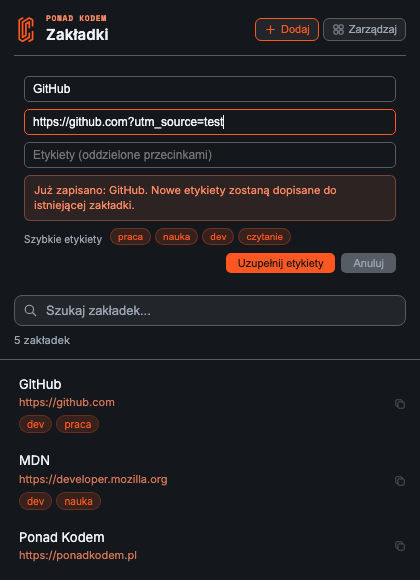 PONAD KODEM
Zakładki
+ Dodaj
Zarządzaj
GitHub
https://github.com?utm_source=test
Etykiety (oddzielone przecinkami)
Już zapisano: GitHub. Nowe etykiety zostaną dopisane do
istniejącej zakładki.
Szybkie etykiety praca nauka dev czytanie
Uzupełnij etykiety Anuluj
Szukaj zakładek...
5 zakładek
GitHub
https://github.com
dev praca
MDN
https://developer.mozilla.org
dev nauka
Ponad Kodem
https://ponadkodem.pl